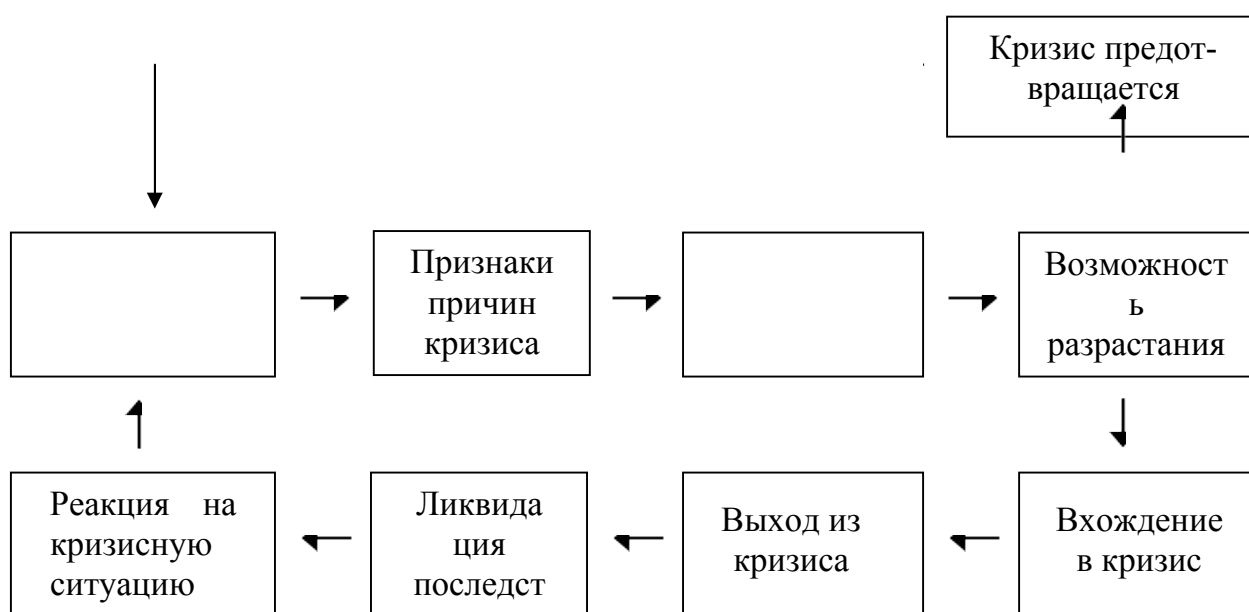 Кризис предот-
вращается
Признаки
причин
кризиса
Возможност
ь
разрастания
Реакция на
кризисную
ситуацию
Ликвида
ция
последст
Выход из
кризиса
Вхождение
в кризис